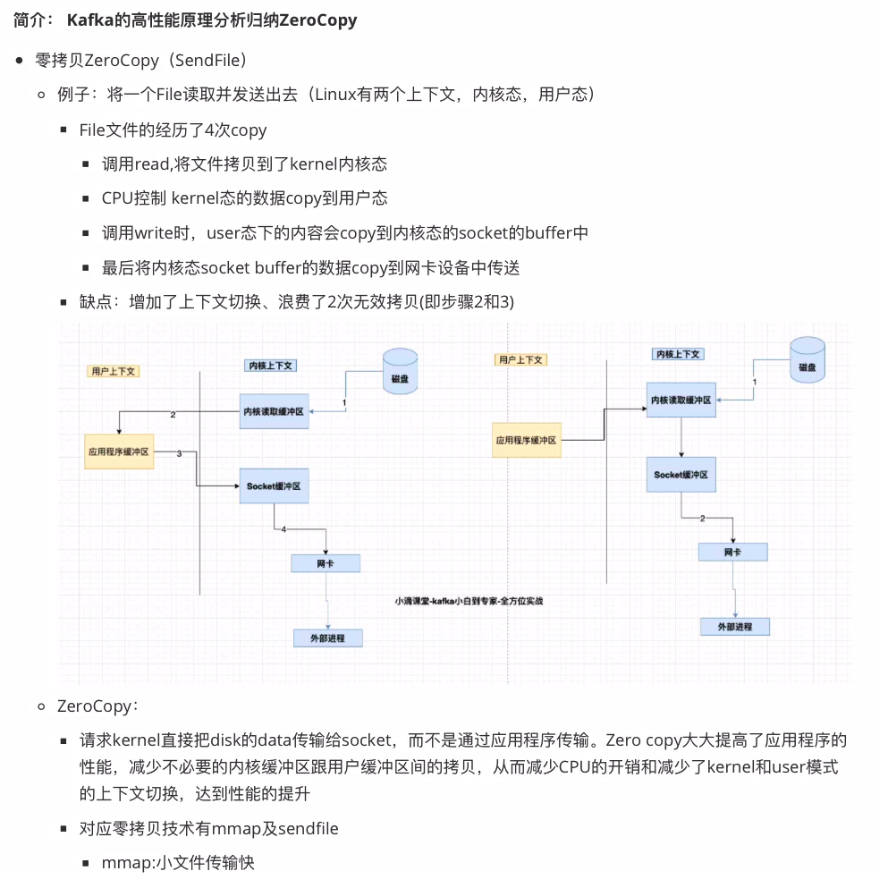 简介： Kafka的高性能原理分析归纳ZeroCopy
零拷贝ZeroCopy（SendFile）
例子：将一个File读取并发送出去（Linux有两个上下文，内核态，用户态）
File文件的经历了4次copy
调用read,将文件拷贝到了kernel内核态
CPU控制 kernel态的数据copy到用户态
调用write时，user态下的内容会copy到内核态的socket的buffer中
最后将内核态socket buffer的数据copy到网卡设备中传送
缺点：增加了上下文切换、浪费了2次无效拷贝(即步骤2和3)
用户上下文
内核上下文
磁盘
1
内核读取缓冲区
2
应用程序缓冲区
3
Socket缓冲区
4
网卡
外部进程
用户上下文
内核上下文
磁盘
1
内核读取缓冲区
应用程序缓冲区
Socket缓冲区
2
网卡
外部进程
小滴课堂-kafka小白到专家-全方位实战
ZeroCopy：
请求kernel直接把disk的data传输给socket，而不是通过应用程序传输。Zero copy大大提高了应用程序的
性能，减少不必要的内核缓冲区跟用户缓冲区间的拷贝，从而减少CPU的开销和减少了kernel和user模式
的上下文切换，达到性能的提升
对应零拷贝技术有mmap及sendfile
mmap:小文件传输快